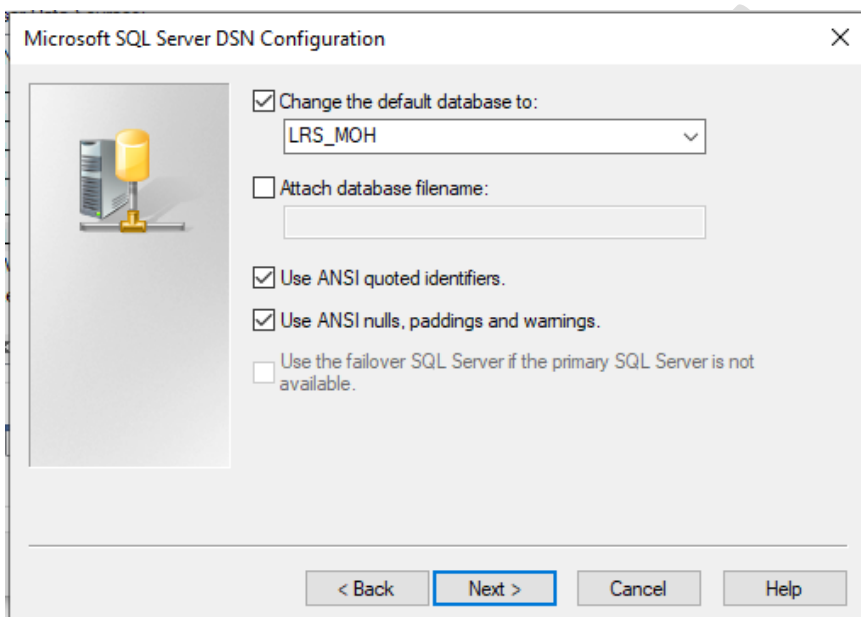 Microsoft SQL Server DSN Configuration
Change the default database to:
LRS_MOH
Attach database filename:
Use ANSI quoted identifiers.
Use ANSI nulls, paddings and warnings.
Use the failover SQL Server if the primary SQL Server is not
available.
< Back
Next >
Cancel
Help